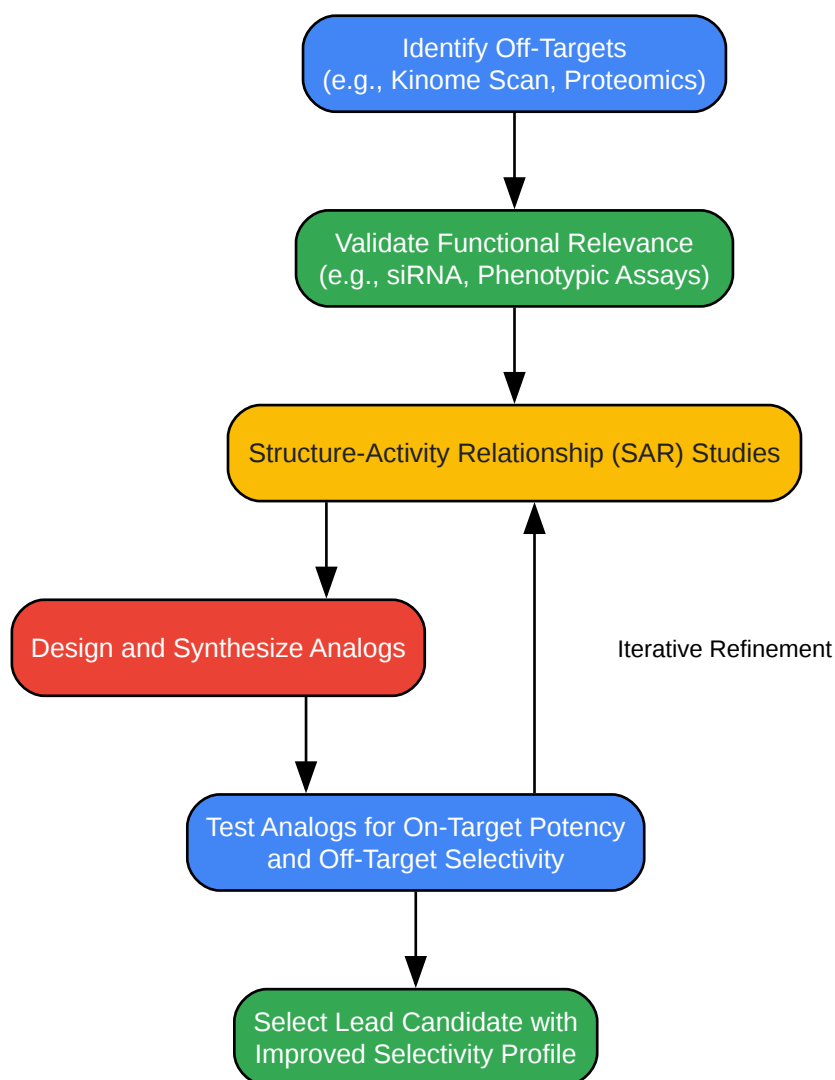 Identify Off-Targets
(e.g., Kinome Scan, Proteomics)
Validate Functional Relevance
(e.g., siRNA, Phenotypic Assays)
Structure-Activity Relationship (SAR) Studies
Design and Synthesize Analogs
Iterative Refinement
Test Analogs for On-Target Potency
and Off-Target Selectivity
Select Lead Candidate with
Improved Selectivity Profile